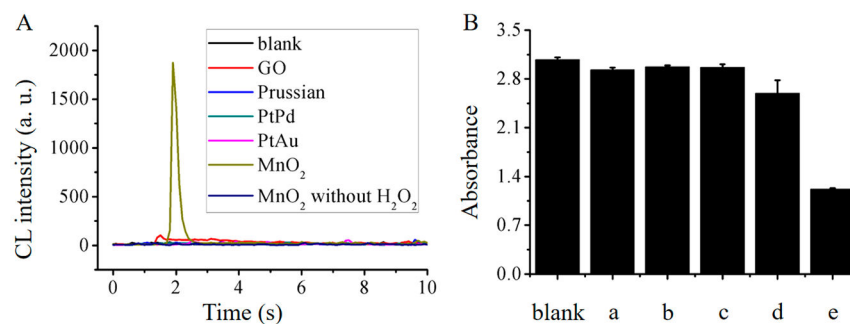 A
CL intensity (a. u.)
2000
1500
1000
500
0
blank
GO
Prussian
PtPd
PtAu
MnO₂
MnO₂ without H₂O₂
0 2 4 6 8 10
Time (s)
B
Absorbance
3.5
2.8
2.1
1.4
0.7
0.0
blank a b c d e